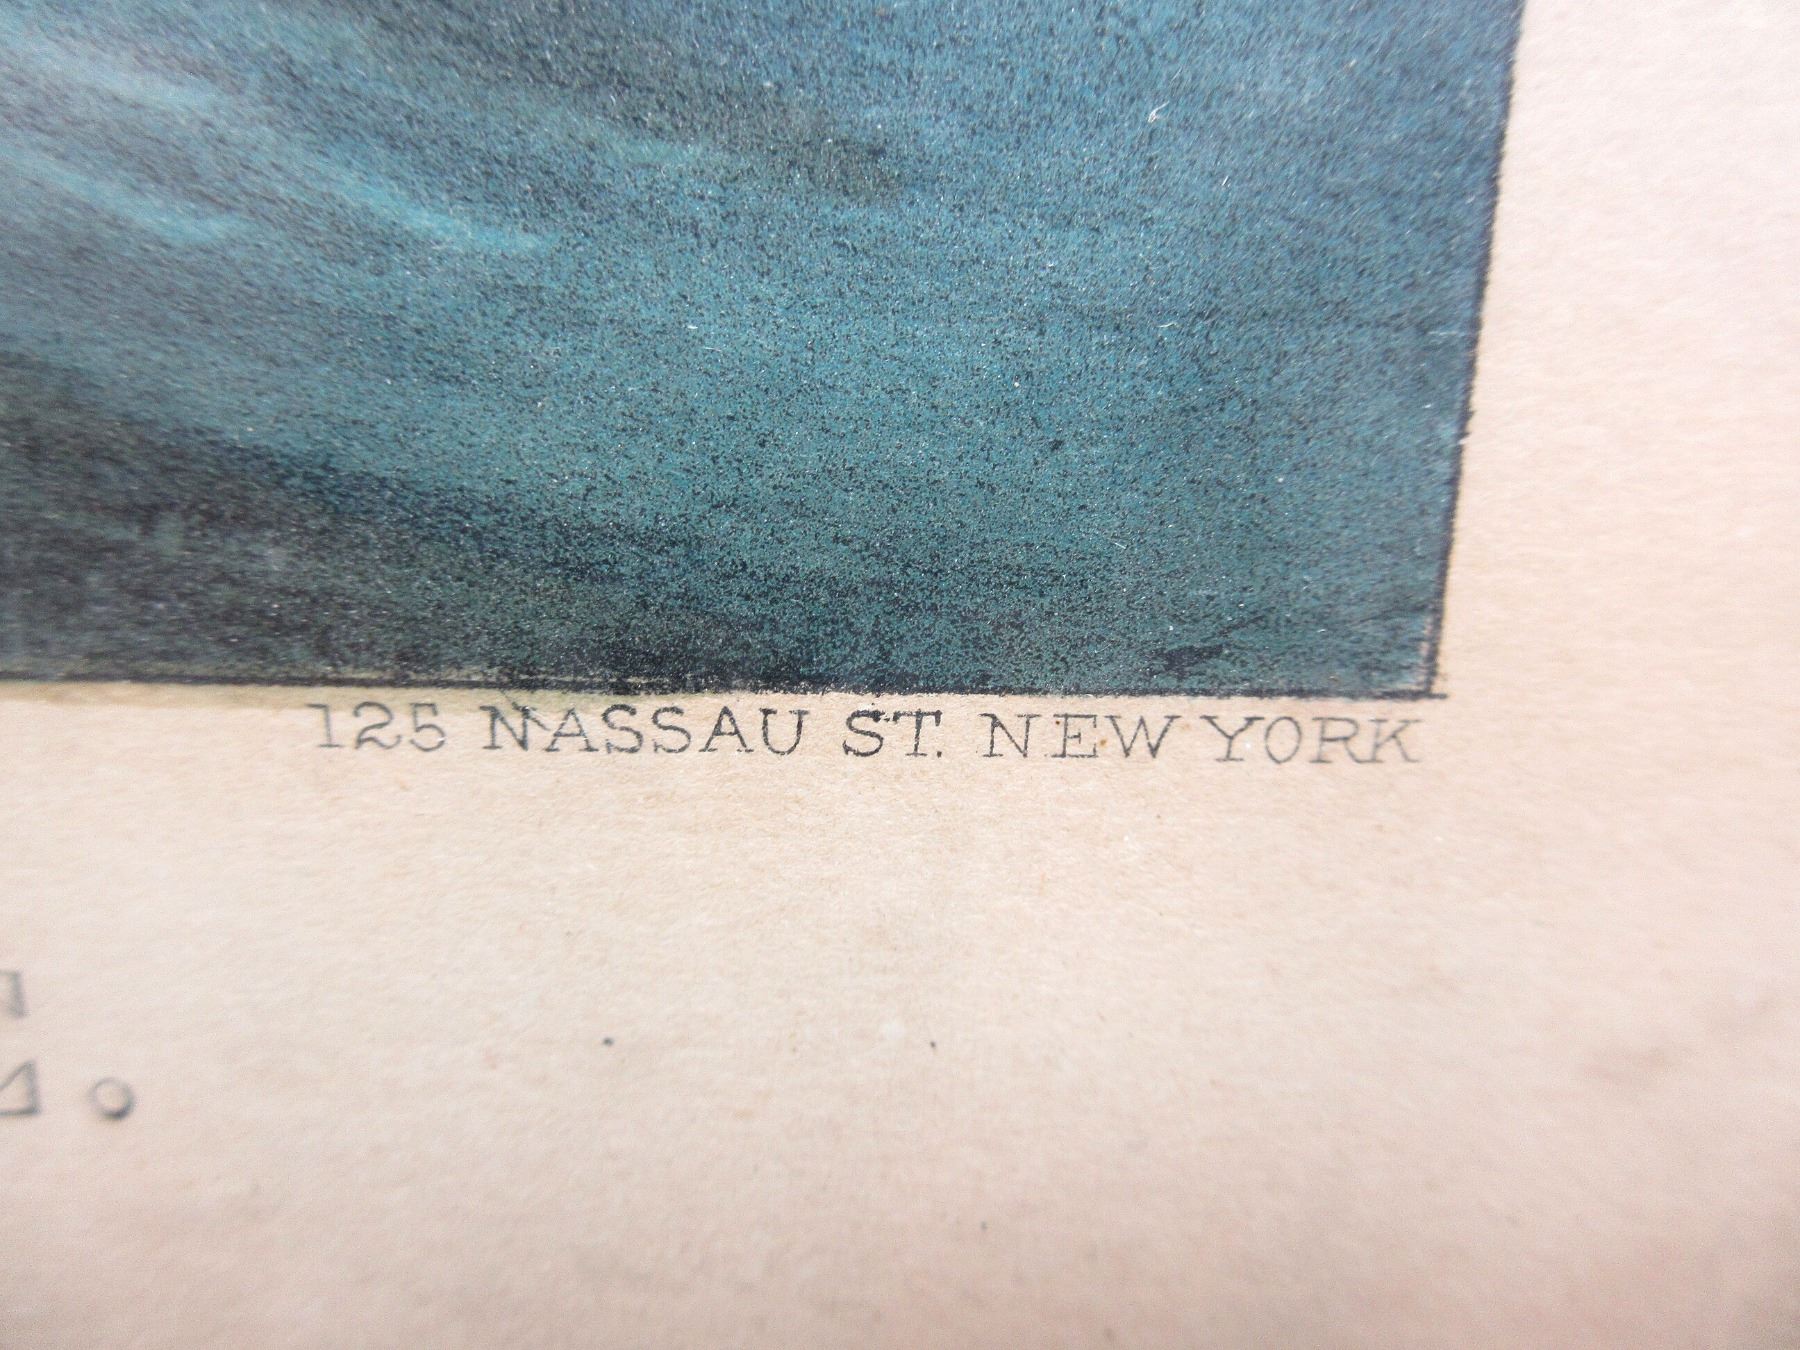 125 NASSAU ST. NEW YORK